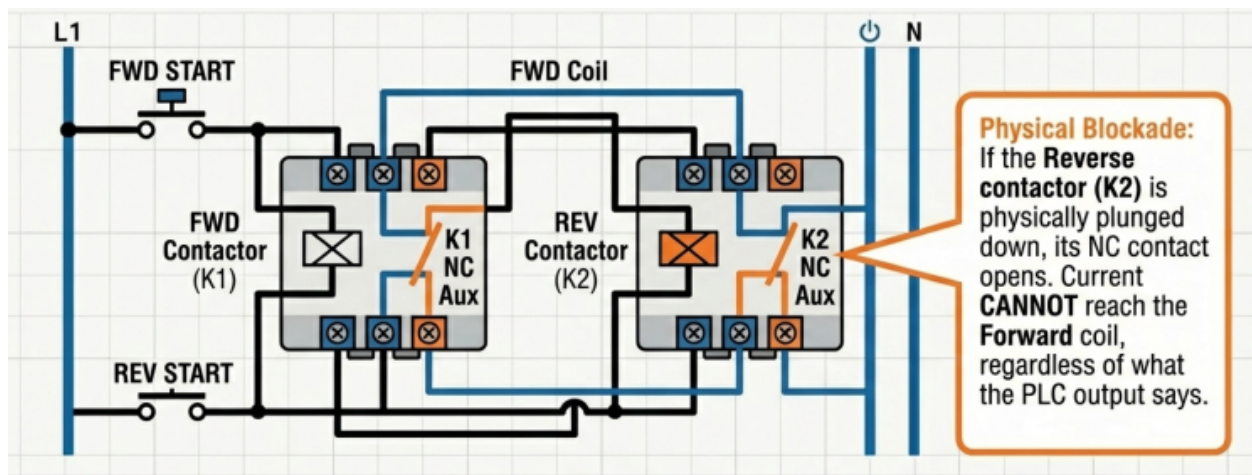 L1
N
FWD START
FWD Coil
FWD
Contactor
(K1)
K1
NC
Aux
REV
Contactor
(K2)
K2
NC
Aux
REV START
Physical Blockade:
If the Reverse
contactor (K2) is
physically plunged
down, its NC contact
opens. Current
CANNOT reach the
Forward coil,
regardless of what
the PLC output says.